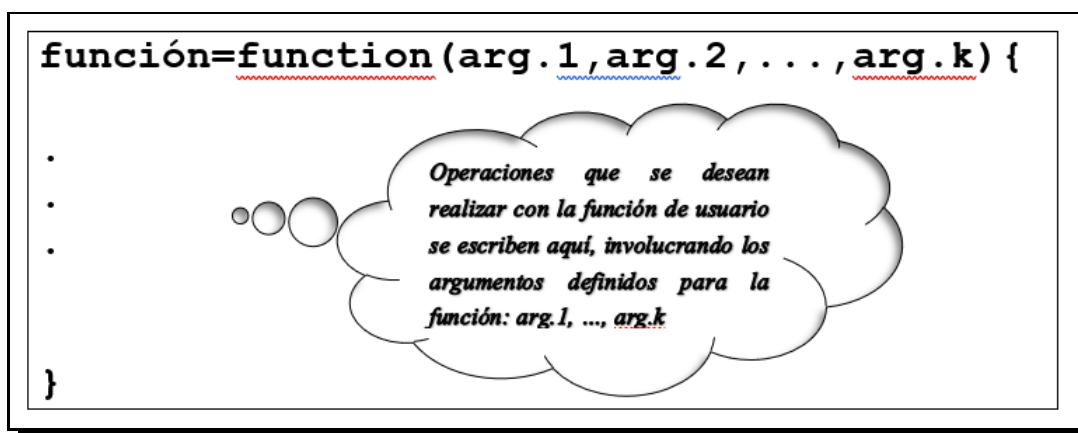 función=function(arg.1,arg.2,...,arg.k){
.
.
.
Operaciones que se desean
realizar con la función de usuario
se escriben aquí, involucrando los
argumentos definidos para la
función: arg.1, ..., arg.k
}